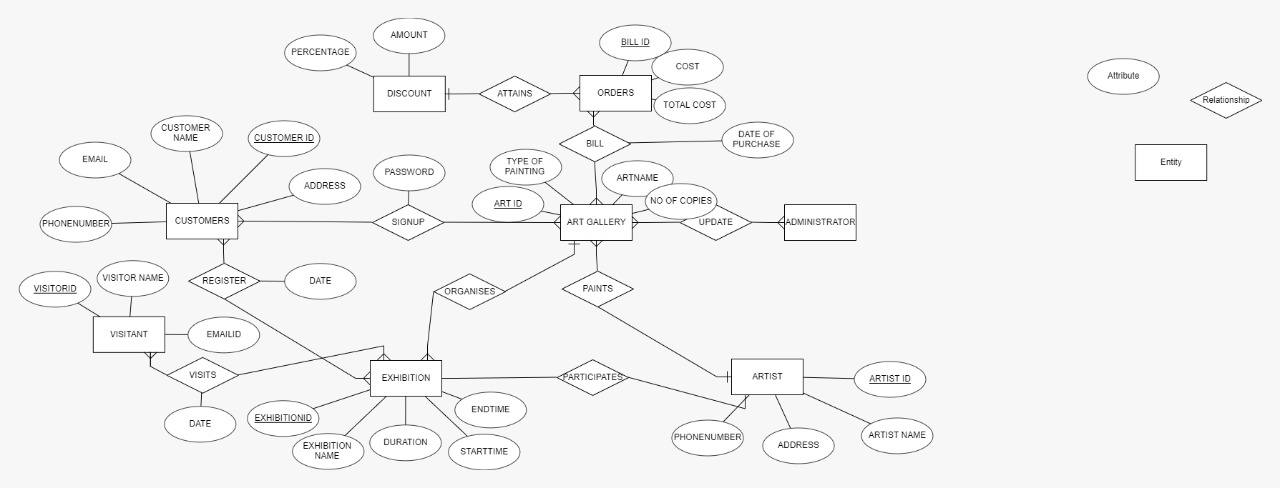 AMOUNT
PERCENTAGE
BILL ID
COST
Attribute
DISCOUNT
ATTAINS
ORDERS
TOTAL COST
Relationship
CUSTOMER
NAME
CUSTOMER ID
BILL
DATE OF
PURCHASE
EMAIL
TYPE OF
PAINTING
Entity
PASSWORD
ARTNAME
ADDRESS
ART ID
NO OF COPIES
PHONENUMBER
CUSTOMERS
SIGNUP
ART GALLERY
UPDATE
ADMINISTRATOR
VISITOR NAME
REGISTER
DATE
VISITORID
ORGANISES
PAINTS
VISITANT
EMAILID
VISITS
EXHIBITION
PARTICIPATES
ARTIST
ARTIST ID
DATE
EXHIBITIONID
ENDTIME
EXHIBITION
NAME
DURATION
STARTTIME
PHONENUMBER
ADDRESS
ARTIST NAME